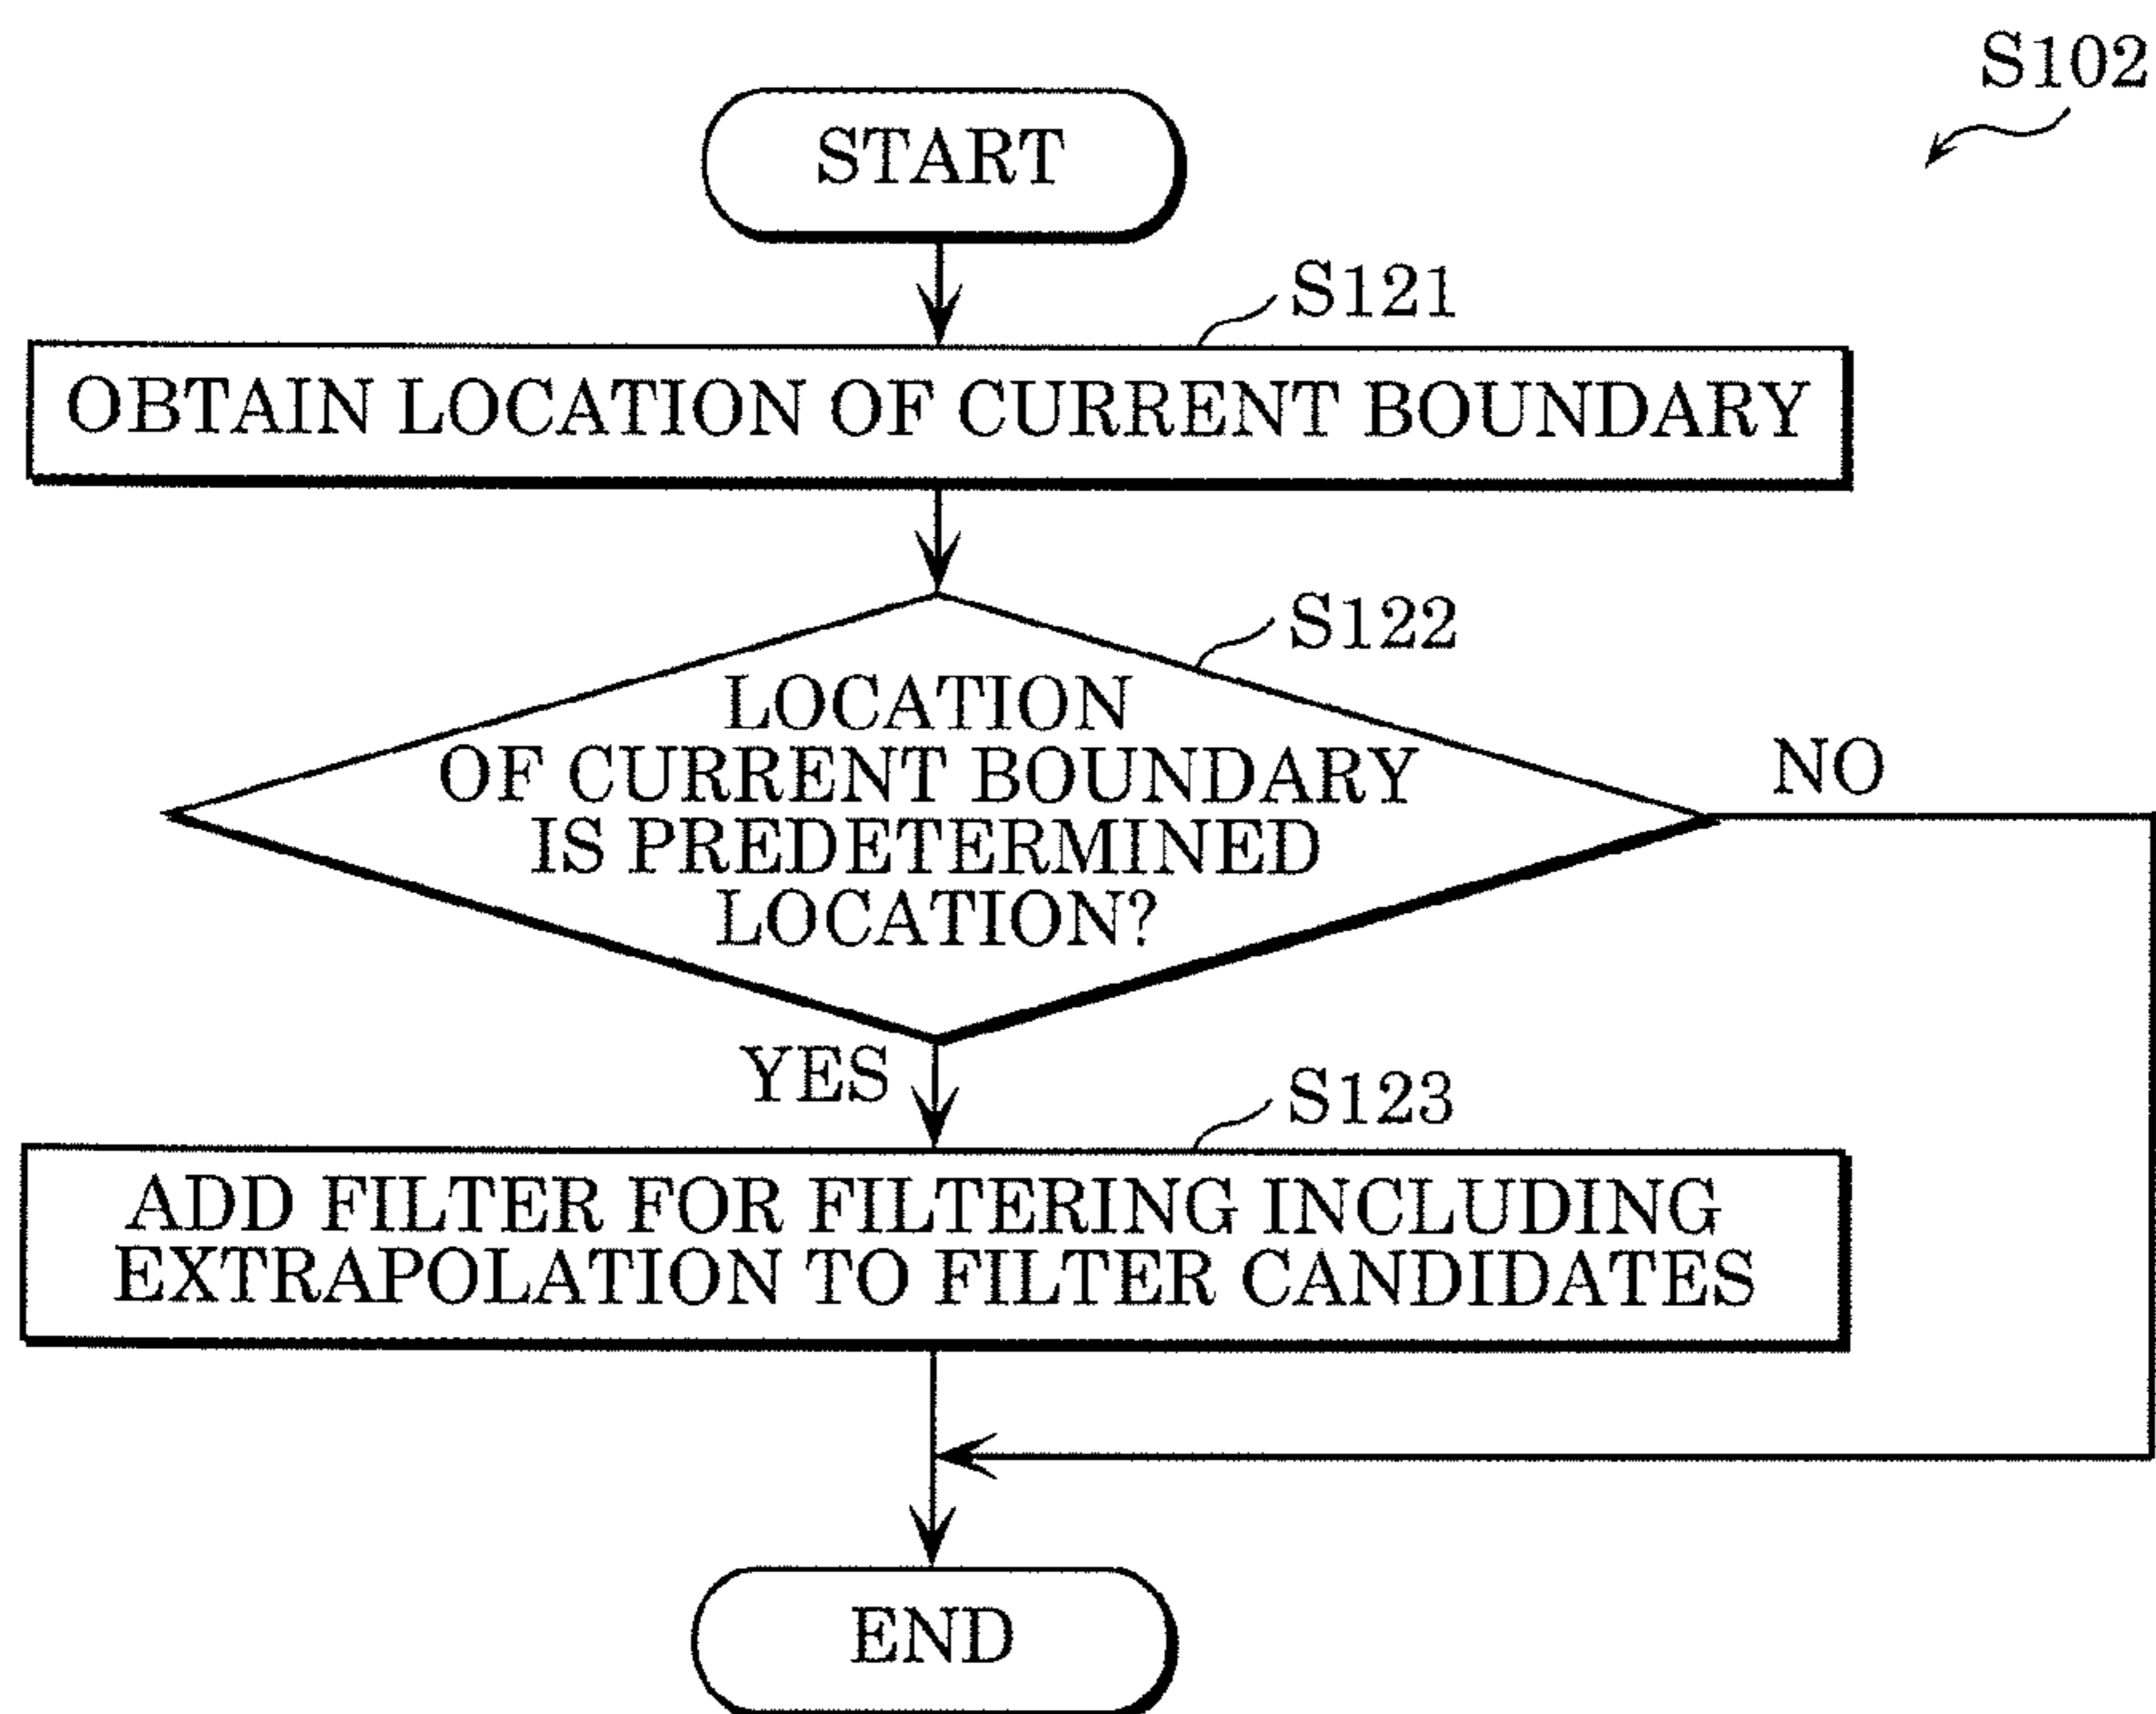 S102
START
S121
OBTAIN LOCATION OF CURRENT BOUNDARY
S122
LOCATION
OF CURRENT BOUNDARY
IS PREDETERMINED
LOCATION?
NO
YES
S123
ADD FILTER FOR FILTERING INCLUDING
EXTRAPOLATION TO FILTER CANDIDATES
END